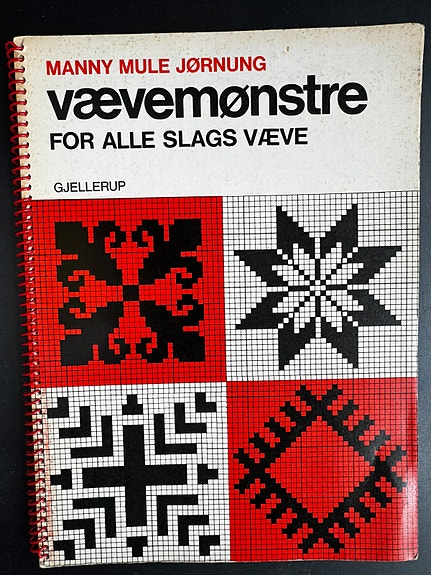 MANNY MULE JØRNUNG
vævemønstre
FOR ALLE SLAGS VÆVE
GJELLERUP